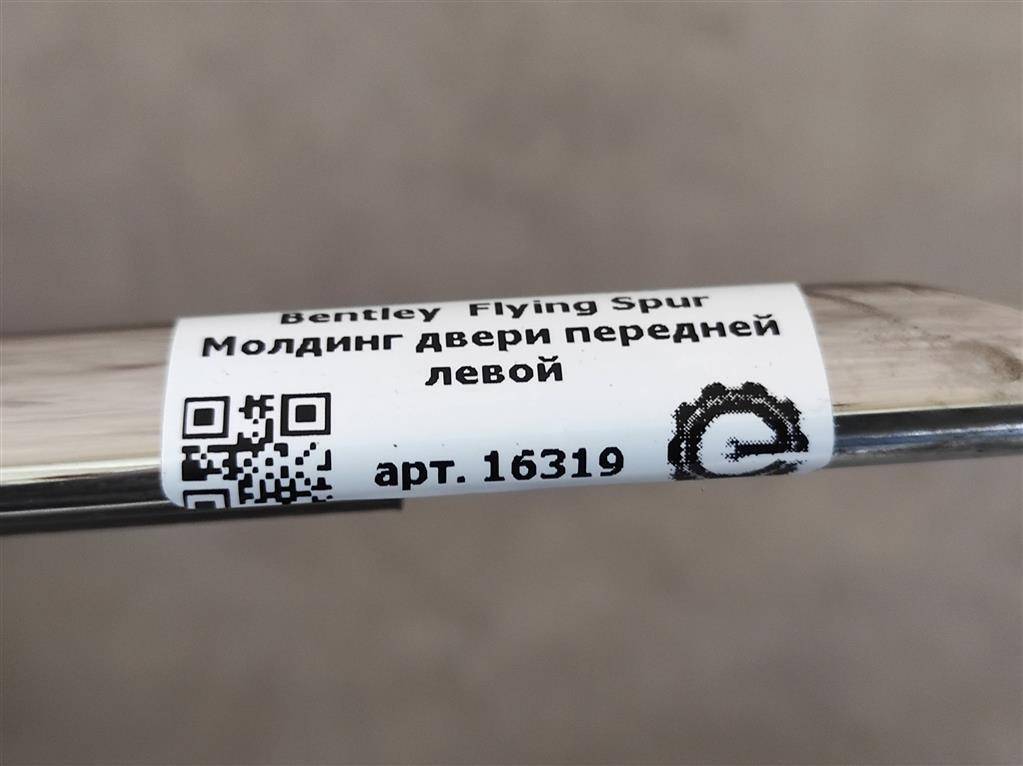 Bentley Flying Spur
Молдинг двери передней
левой
арт. 16319